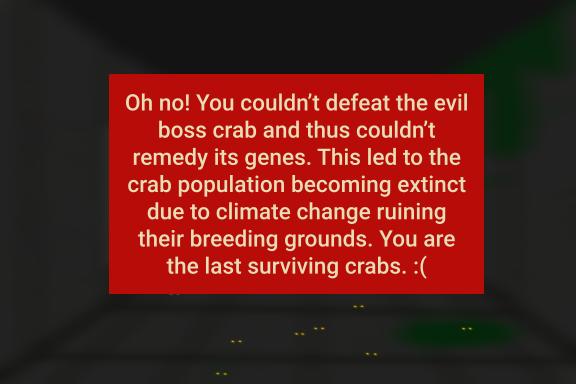 Oh no! You couldn’t defeat the evil
boss crab and thus couldn’t
remedy its genes. This led to the
crab population becoming extinct
due to climate change ruining
their breeding grounds. You are
the last surviving crabs. :(